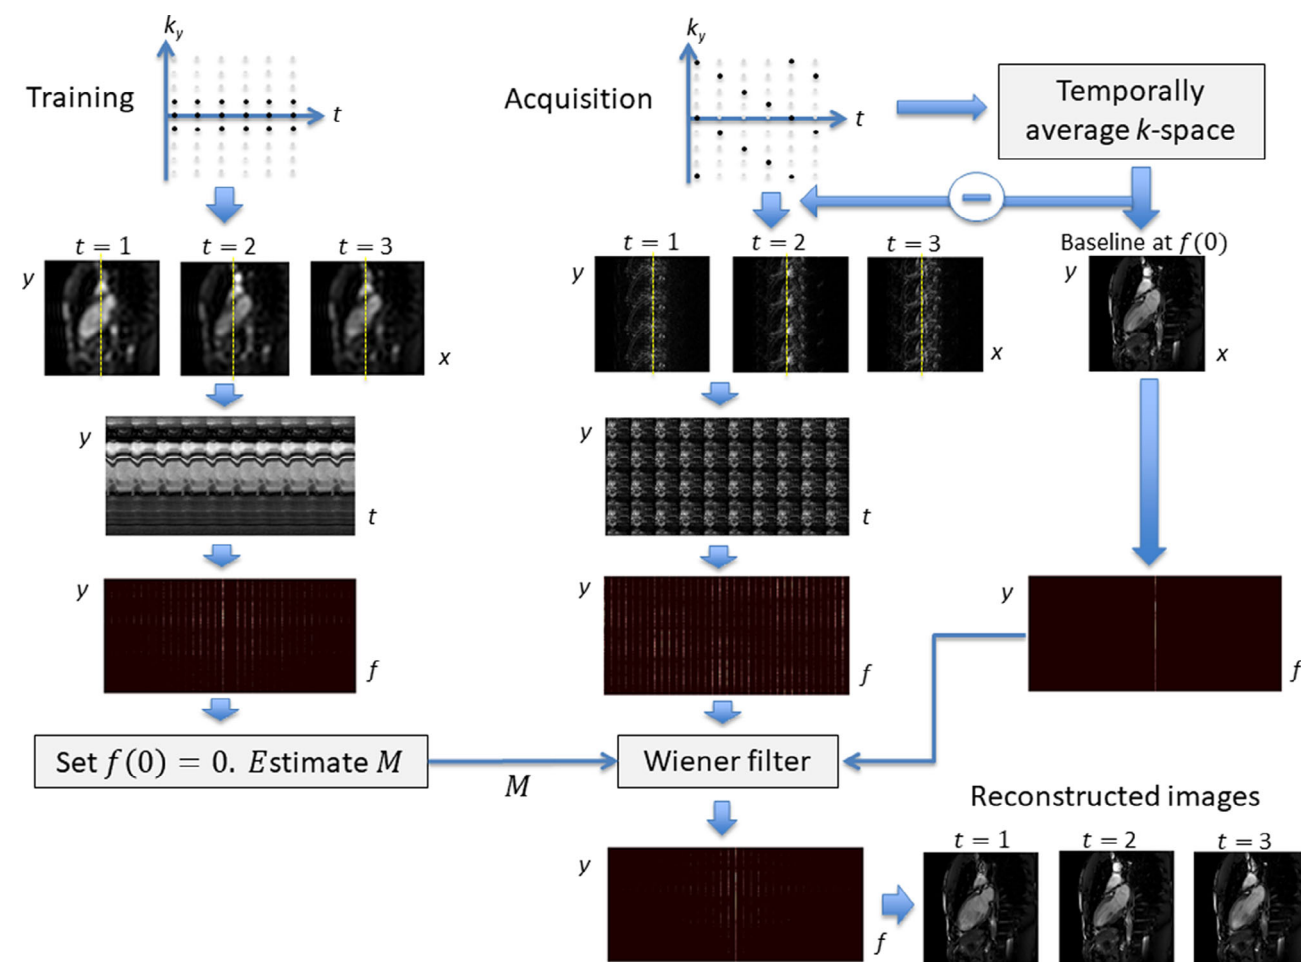 Training
k_y
t
Acquisition
k_y
t
Temporally
average k-space
t = 1
t = 2
t = 3
y
x
t = 1
t = 2
t = 3
y
x
Baseline at f(0)
y
x
y
t
y
t
y
f
y
f
y
f
Set f(0) = 0. Estimate M
M
Wiener filter
Reconstructed images
t = 1
t = 2
t = 3
y
f